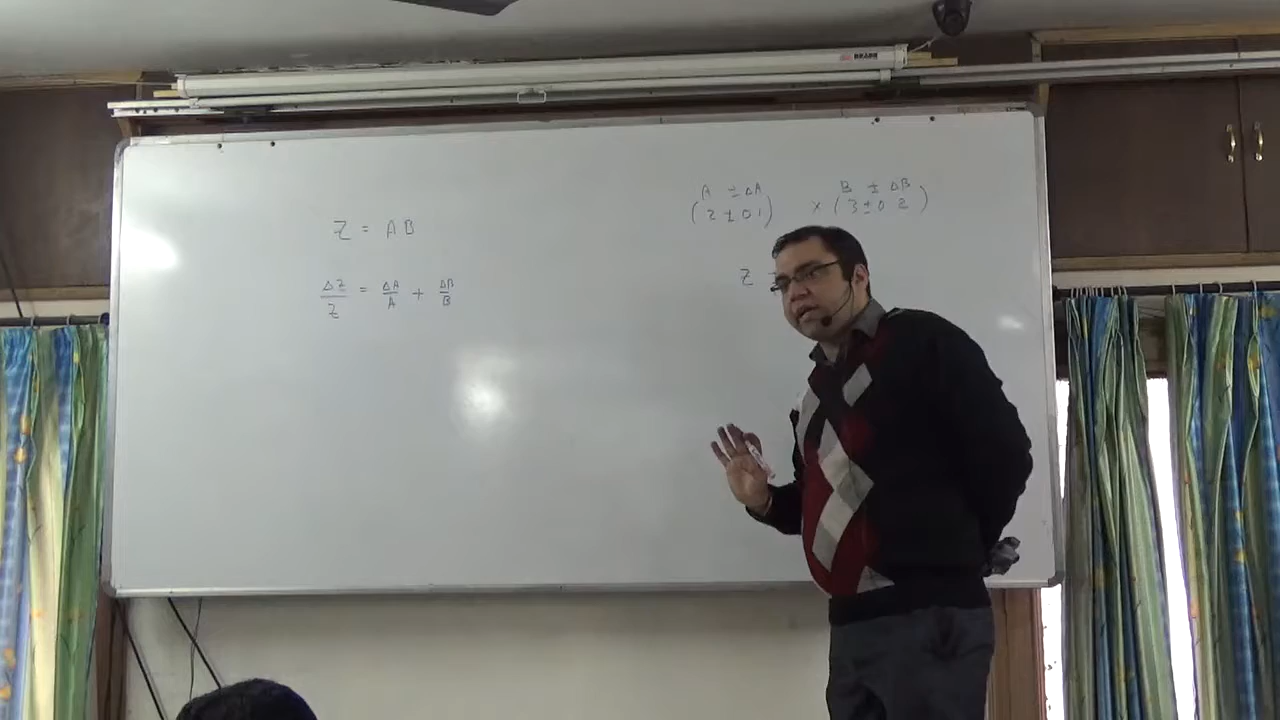 Z = AB
ΔZ/Z = ΔA/A + ΔB/B
A ± ΔA B ± ΔB
(2 ± 0.1) × (3 ± 0.2)
Z